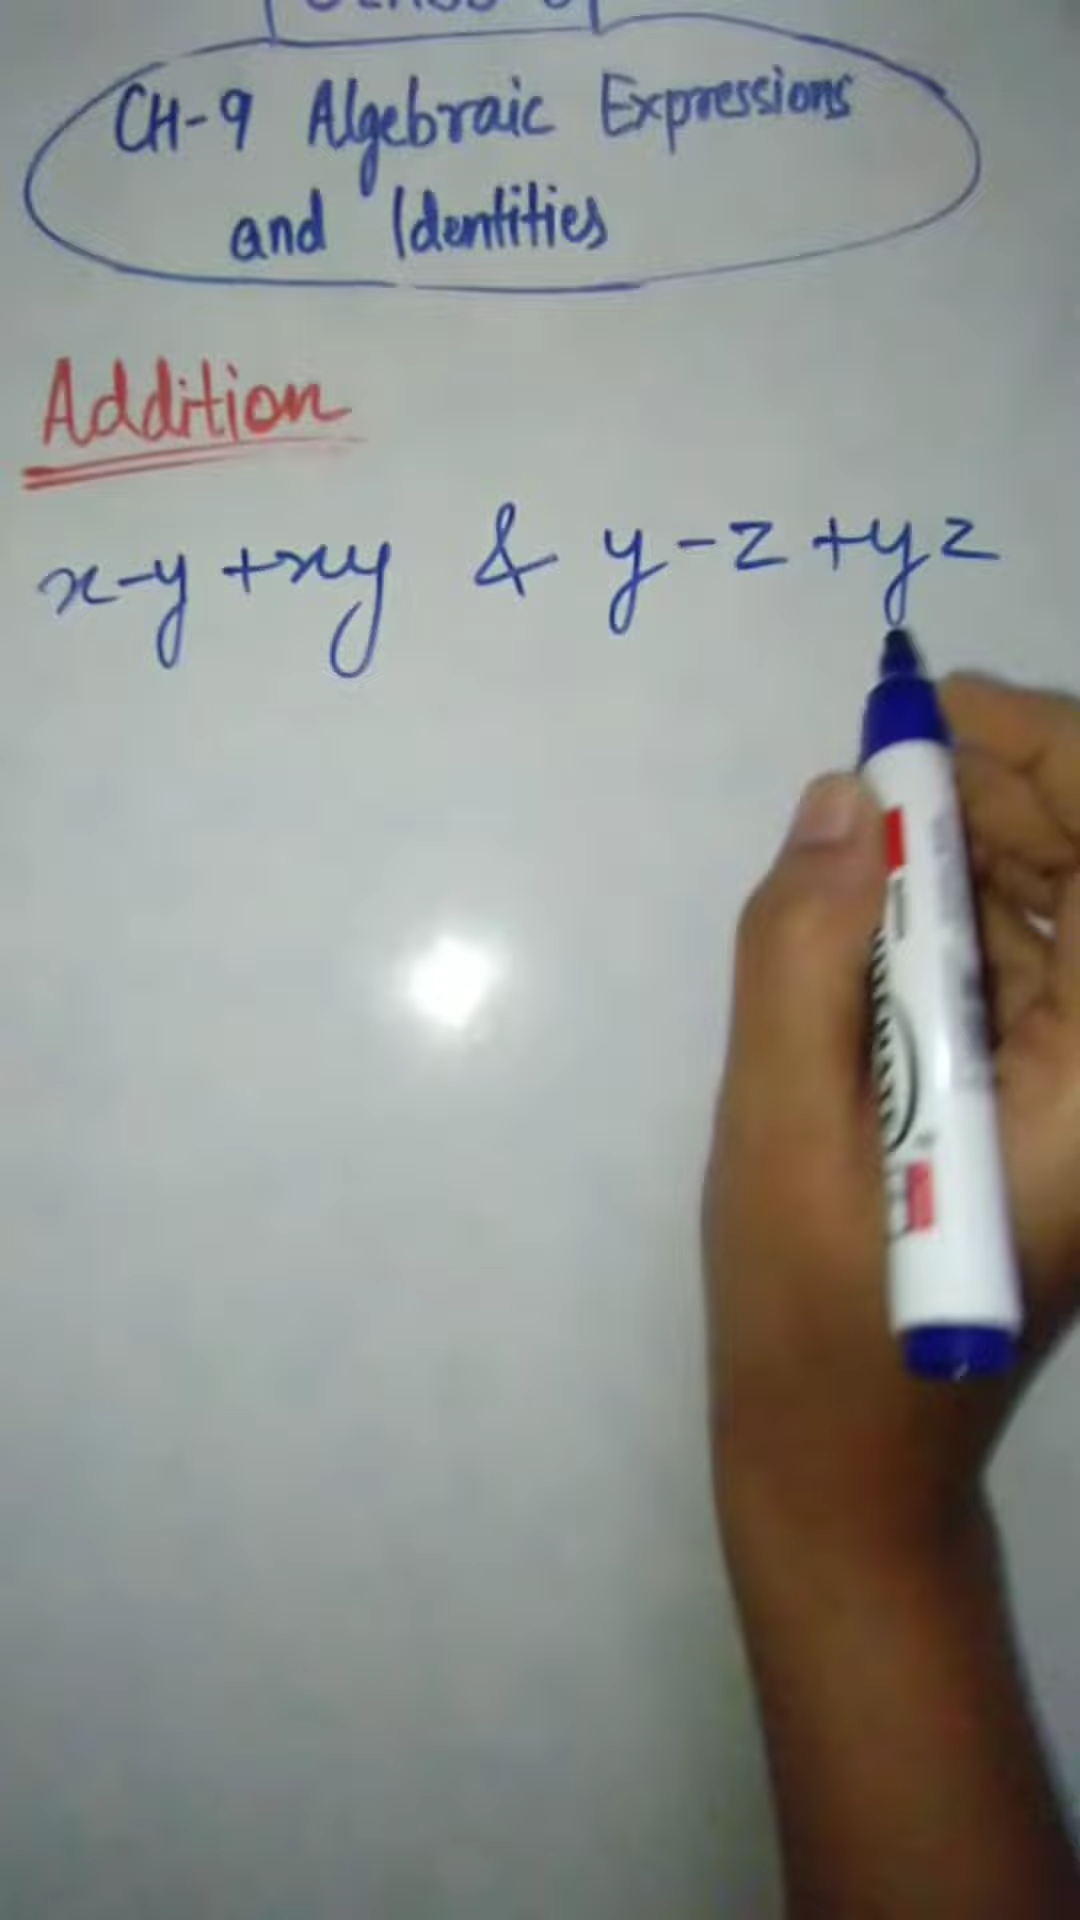 CH-9 Algebraic Expressions
and Identities
Addition
x-y+xy & y-z+yz